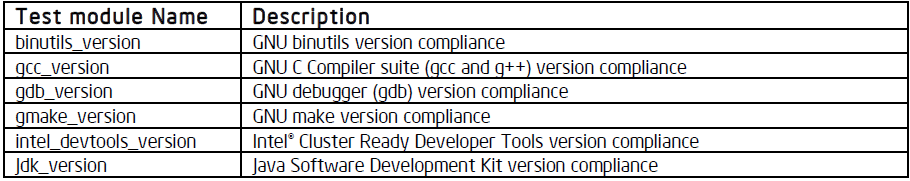 Test module Name Description
binutils_version GNU binutils version compliance
gcc_version GNU C Compiler suite (gcc and g++) version compliance
gdb_version GNU debugger (gdb) version compliance
gmake_version GNU make version compliance
intel_devtools_version Intel® Cluster Ready Developer Tools version compliance
Jdk_version Java Software Development Kit version compliance